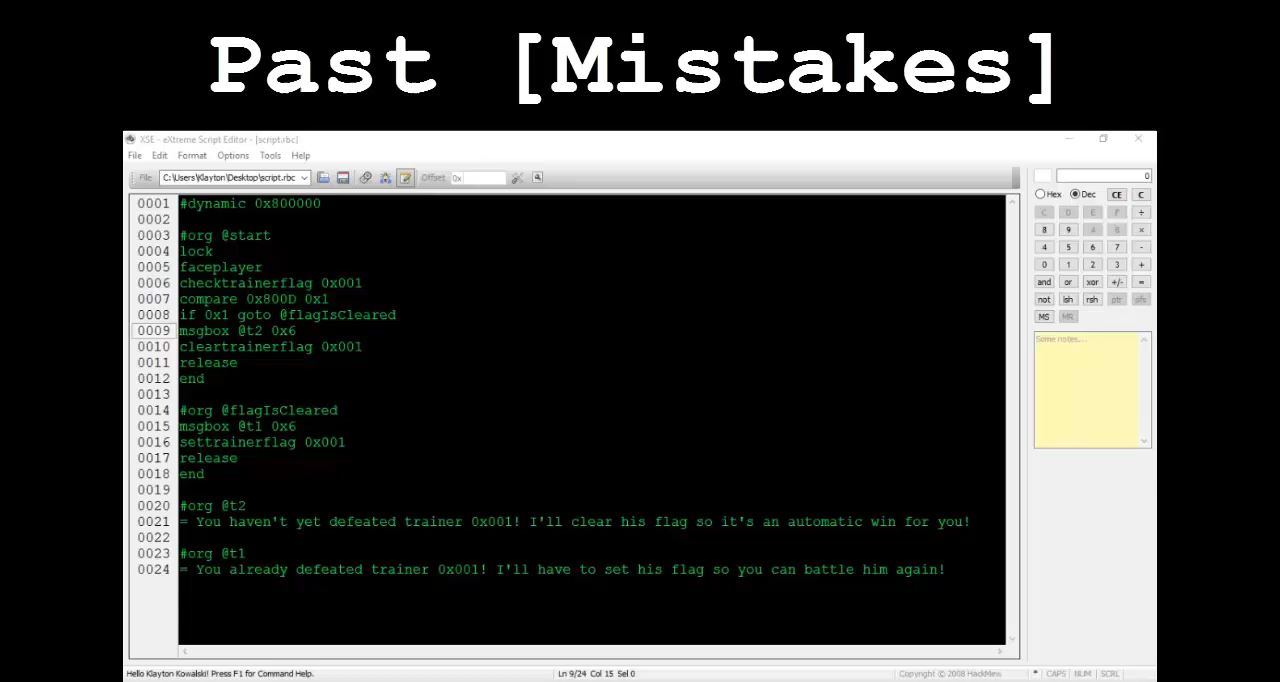 Past [Mistakes]
XSE - eXtreme Script Editor - [script.rbc]
File Edit Format Options Tools Help
File C:\Users\Klayton\Desktop\script.rbc Offset 0x
0
Hex Dec CE C
C D E F ÷
8 9 A B ×
4 5 6 7 -
0 1 2 3 +
and or xor +/- =
not lsh rsh ptr ofs
MS MR
Some notes...
0001 #dynamic 0x800000
0002
0003 #org @start
0004 lock
0005 faceplayer
0006 checktrainerflag 0x001
0007 compare 0x800D 0x1
0008 if 0x1 goto @flagIsCleared
0009 msgbox @t2 0x6
0010 cleartrainerflag 0x001
0011 release
0012 end
0013
0014 #org @flagIsCleared
0015 msgbox @t1 0x6
0016 settrainerflag 0x001
0017 release
0018 end
0019
0020 #org @t2
0021 = You haven't yet defeated trainer 0x001! I'll clear his flag so it's an automatic win for you!
0022
0023 #org @t1
0024 = You already defeated trainer 0x001! I'll have to set his flag so you can battle him again!
Hello Klayton Kowalski! Press F1 for Command Help. Ln 9/24 Col 15 Sel 0 Copyright © 2008 HackMew * CAPS NUM SCRL